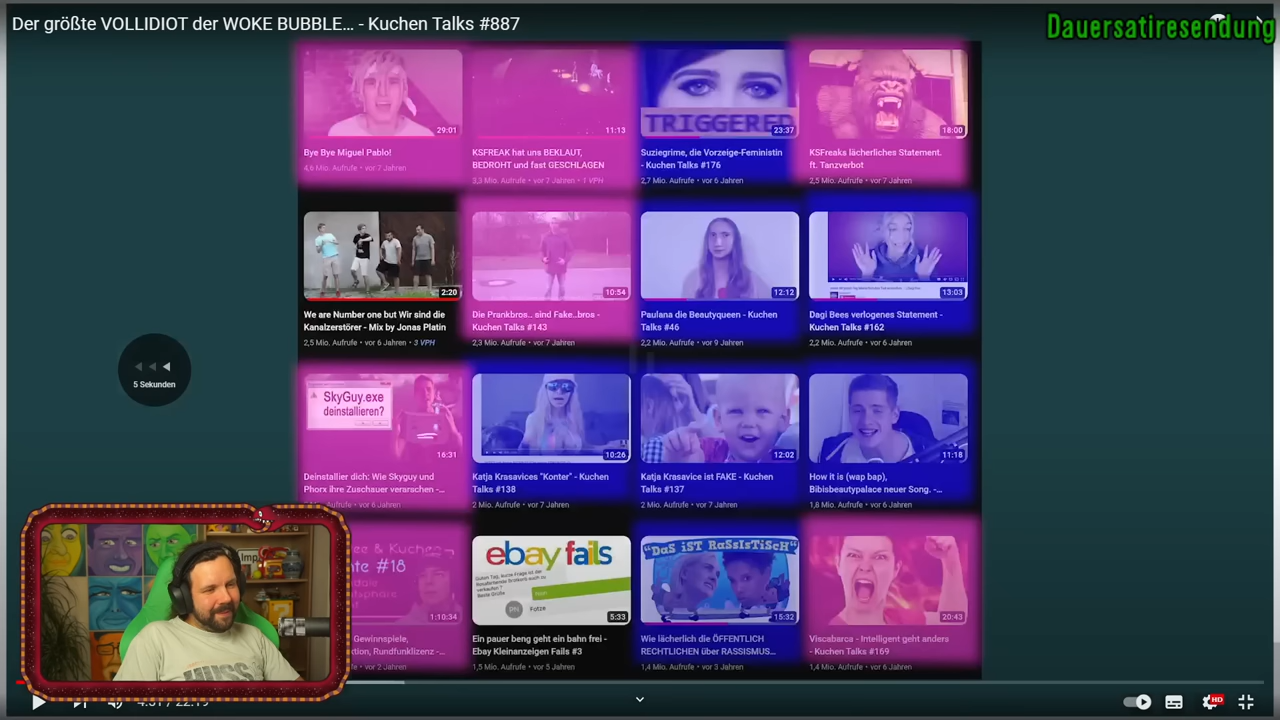 Der größte VOLLIDIOT der WOKE BUBBLE... - Kuchen Talks #887
Dauersatiresendung
29:01
11:13
TRIGGERED
23:37
18:00
Bye Bye Miguel Pablo!
4,6 Mio. Aufrufe • vor 7 Jahren
KSFREAK hat uns BEKLAUT,
BEDROHT und fast GESCHLAGEN
3,3 Mio. Aufrufe • vor 7 Jahren • 1 VPH
Suziegrime, die Vorzeige-Feministin
- Kuchen Talks #176
2,7 Mio. Aufrufe • vor 6 Jahren
KSFreaks lächerliches Statement.
ft. Tanzverbot
2,5 Mio. Aufrufe • vor 7 Jahren
2:20
10:54
12:12
13:03
We are Number one but Wir sind die
Kanalzerstörer - Mix by Jonas Platin
2,5 Mio. Aufrufe • vor 6 Jahren • 3 VPH
Die Prankbros.. sind Fake..bros -
Kuchen Talks #143
2,3 Mio. Aufrufe • vor 7 Jahren
Paulana die Beautyqueen - Kuchen
Talks #46
2,2 Mio. Aufrufe • vor 9 Jahren
Dagi Bees verlogenes Statement -
Kuchen Talks #162
2,2 Mio. Aufrufe • vor 6 Jahren
5 Sekunden
SkyGuy.exe
deinstallieren?
16:31
10:26
12:02
11:18
Deinstallier dich: Wie Skyguy und
Phorx ihre Zuschauer verarschen -...
Katja Krasavices "Konter" - Kuchen
Talks #138
2 Mio. Aufrufe • vor 7 Jahren
Katja Krasavice ist FAKE - Kuchen
Talks #137
2 Mio. Aufrufe • vor 7 Jahren
How it is (wap bap),
Bibisbeautypalace neuer Song. -...
1,8 Mio. Aufrufe • vor 6 Jahren
& Kuchen
#18
1:10:34
ebay fails
PN
Fotze
5:33
"DaS iST RaSSIsTiScH"
15:32
20:43
Gewinnspiele,
Rundfunklizenz -...
Ein pauer beng geht ein bahn frei -
Ebay Kleinanzeigen Fails #3
1,5 Mio. Aufrufe • vor 5 Jahren
Wie lächerlich die ÖFFENTLICH
RECHTLICHEN über RASSISMUS...
1,4 Mio. Aufrufe • vor 3 Jahren
Viscabarca - Intelligent geht anders
- Kuchen Talks #169
1,4 Mio. Aufrufe • vor 6 Jahren
HD